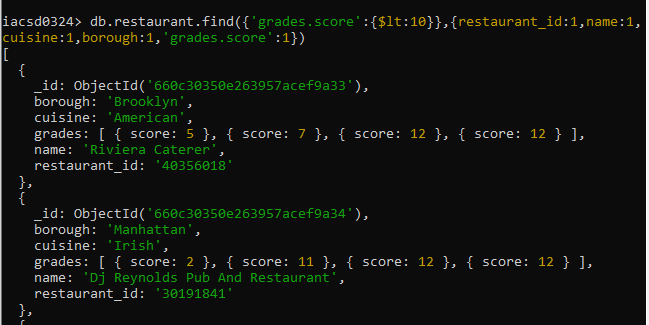 iacsd0324> db.restaurant.find({'grades.score':{$lt:10}},{restaurant_id:1,name:1,
cuisine:1,borough:1,'grades.score':1})
[
  {
    _id: ObjectId('660c30350e263957acef9a33'),
    borough: 'Brooklyn',
    cuisine: 'American',
    grades: [ { score: 5 }, { score: 7 }, { score: 12 }, { score: 12 } ],
    name: 'Riviera Caterer',
    restaurant_id: '40356018'
  },
  {
    _id: ObjectId('660c30350e263957acef9a34'),
    borough: 'Manhattan',
    cuisine: 'Irish',
    grades: [ { score: 2 }, { score: 11 }, { score: 12 }, { score: 12 } ],
    name: 'Dj Reynolds Pub And Restaurant',
    restaurant_id: '30191841'
  },
  {